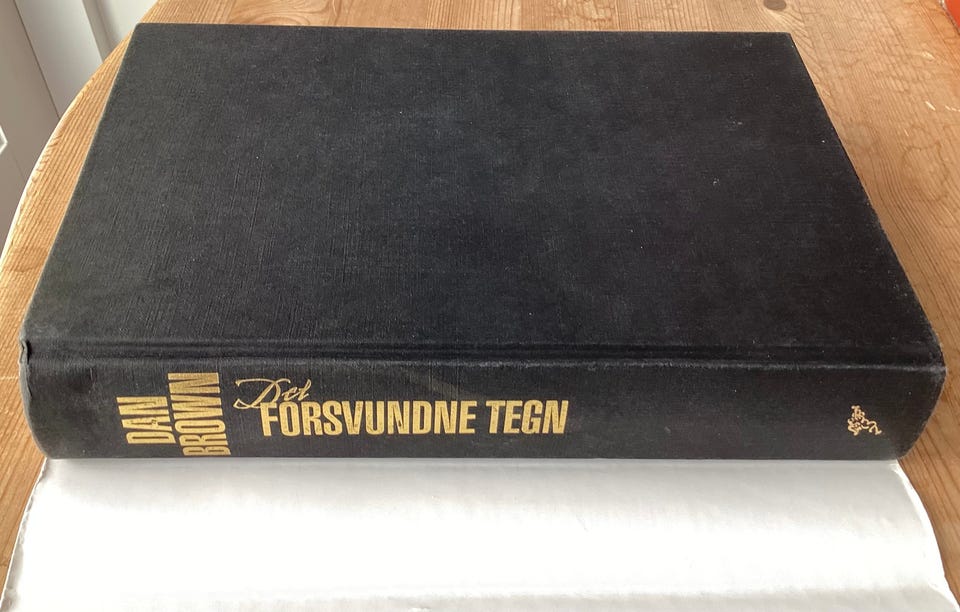 DAN
BROWN
Det
FORSVUNDNE TEGN